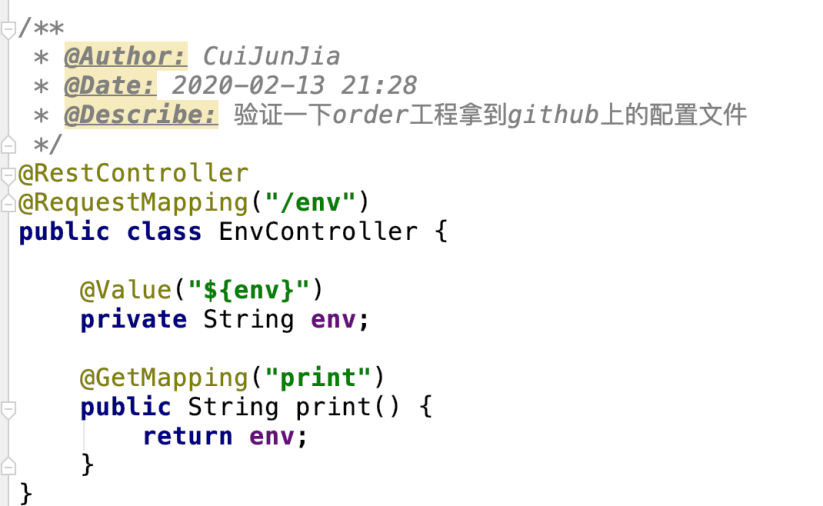 /**
 * @Author: CuiJunJia
 * @Date: 2020-02-13 21:28
 * @Describe: 验证一下order工程拿到github上的配置文件
 */
@RestController
@RequestMapping("/env")
public class EnvController {
    @Value("${env}")
    private String env;
    @GetMapping("print")
    public String print() {
        return env;
    }
}